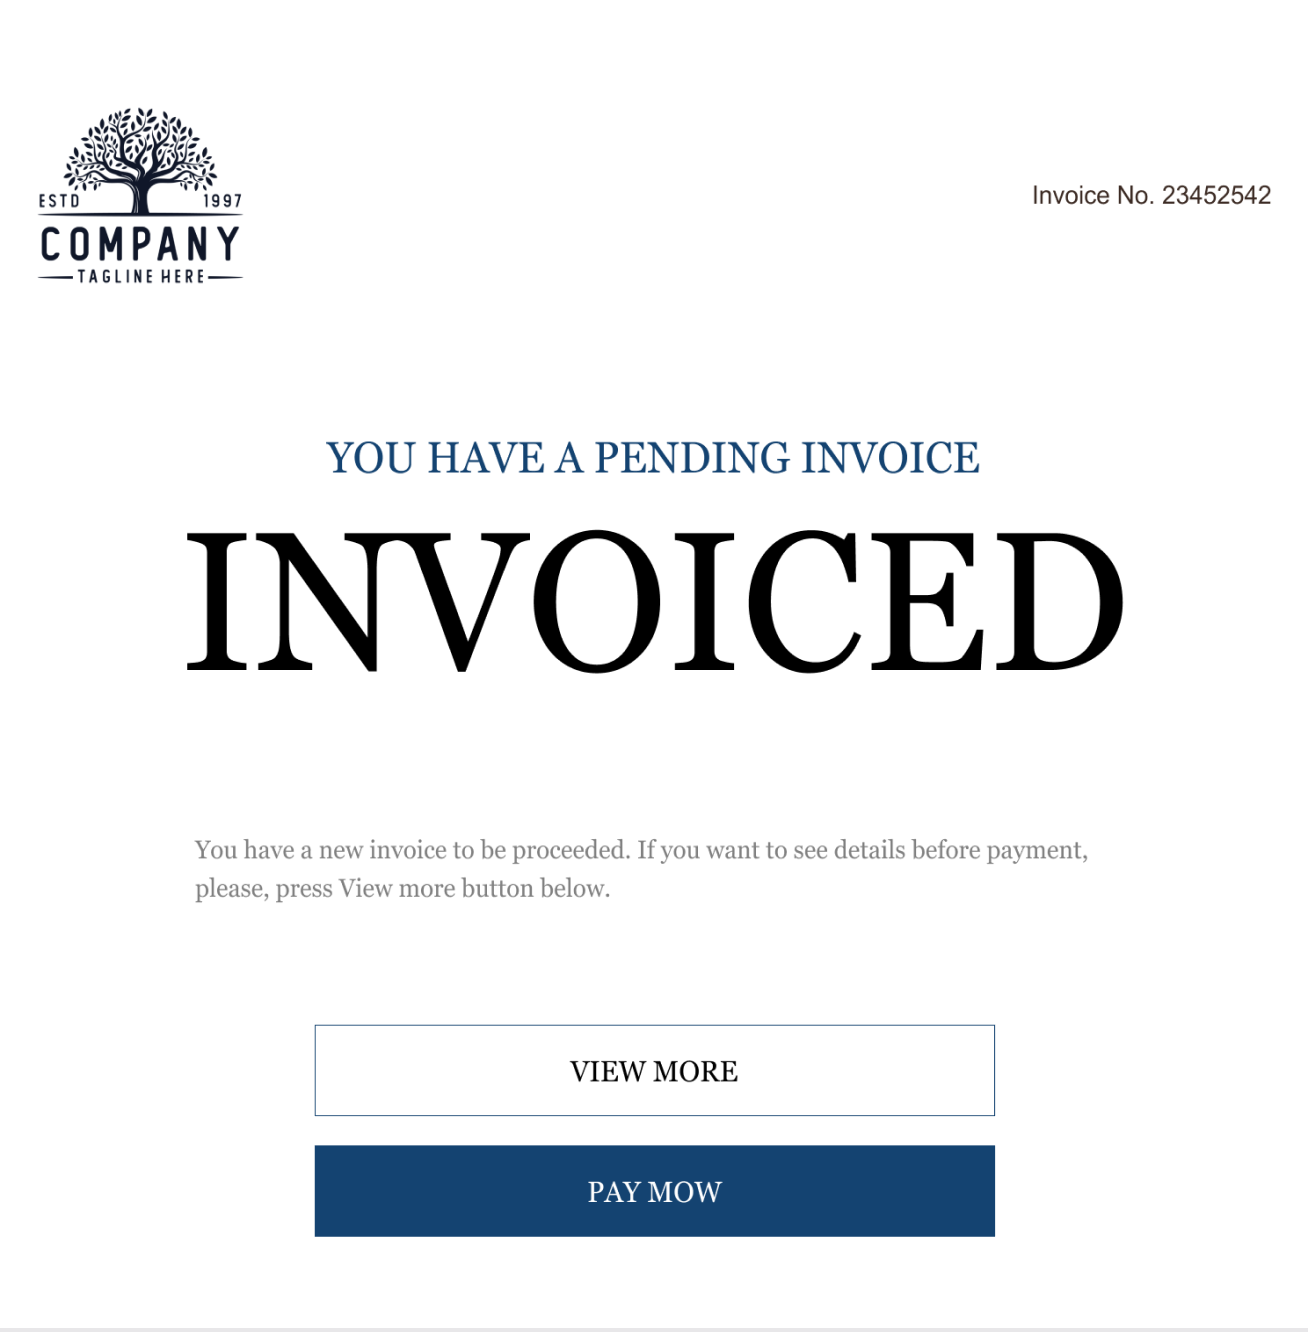 ESTD 1997
COMPANY
TAGLINE HERE
Invoice No. 23452542
YOU HAVE A PENDING INVOICE
INVOICED
You have a new invoice to be proceeded. If you want to see details before payment,
please, press View more button below.
VIEW MORE
PAY MOW